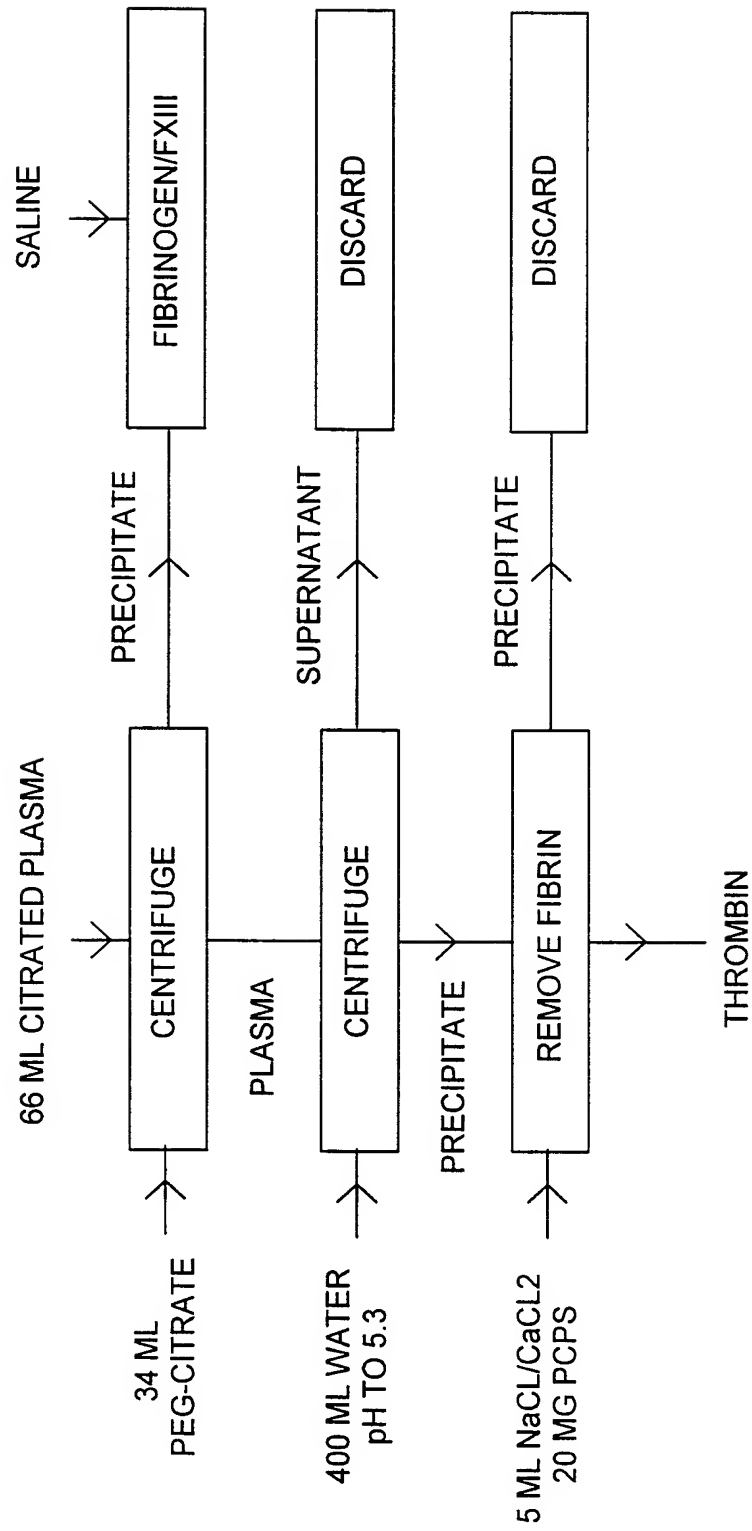 66 ML CITRATED PLASMA
SALINE
34 ML
PEG-CITRATE
CENTRIFUGE
PRECIPITATE
FIBRINOGEN/FXIII
PLASMA
400 ML WATER
pH TO 5.3
CENTRIFUGE
SUPERNATANT
DISCARD
PRECIPITATE
5 ML NaCL/CaCL2
20 MG PCPS
REMOVE FIBRIN
PRECIPITATE
DISCARD
THROMBIN